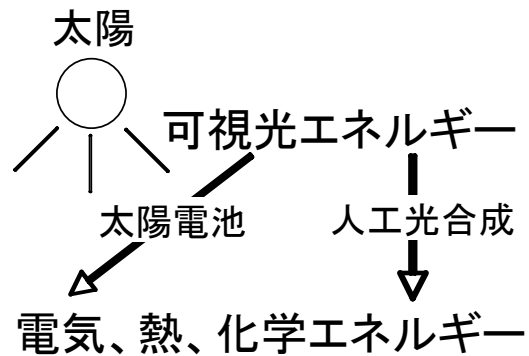 太陽
可視光エネルギー
太陽電池
人工光合成
電気、熱、化学エネルギー